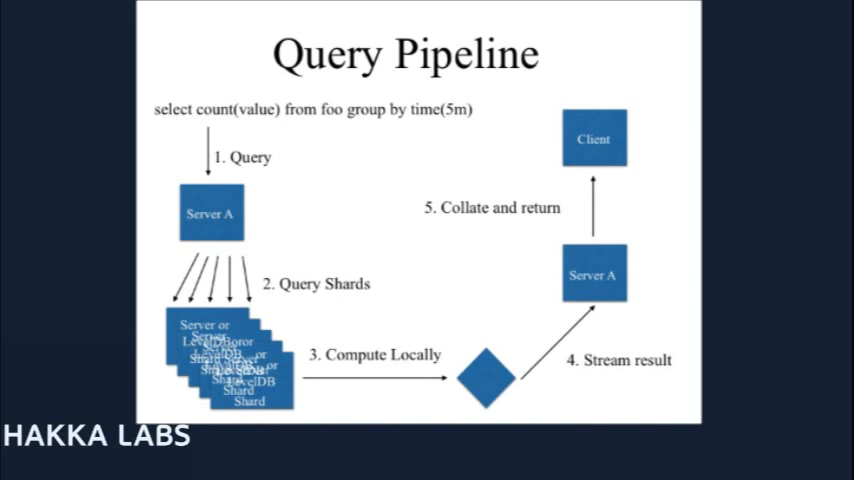 Query Pipeline
select count(value) from foo group by time(5m)
1. Query
Server A
2. Query Shards
Server or
LevelDB
Shard
3. Compute Locally
4. Stream result
Server A
5. Collate and return
Client
HAKKA LABS